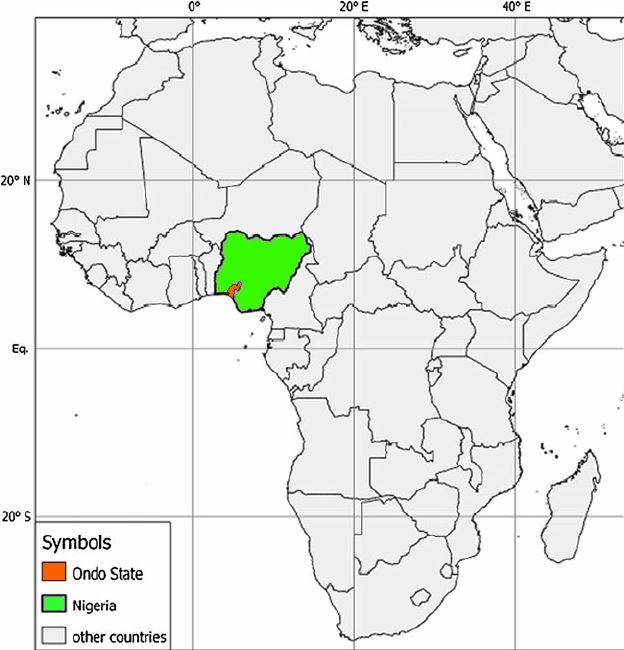 0° 20° E 40° E
20° N
Eq.
20° S
Symbols
Ondo State
Nigeria
other countries